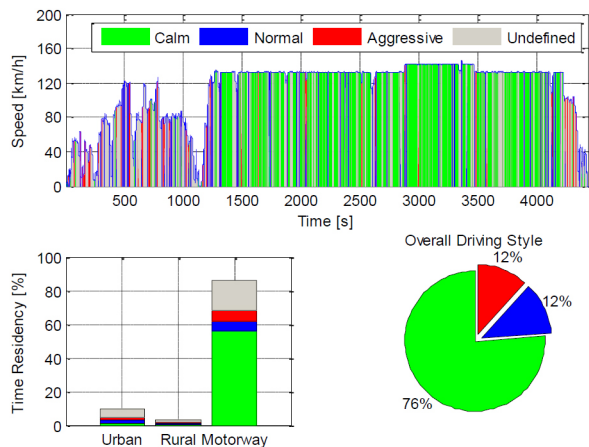 200
160
120
80
40
0
Speed [km/h]
Calm Normal Aggressive Undefined
500 1000 1500 2000 2500 3000 3500 4000
Time [s]
100
80
60
40
20
0
Time Residency [%]
Urban Rural Motorway
Overall Driving Style
12%
12%
76%